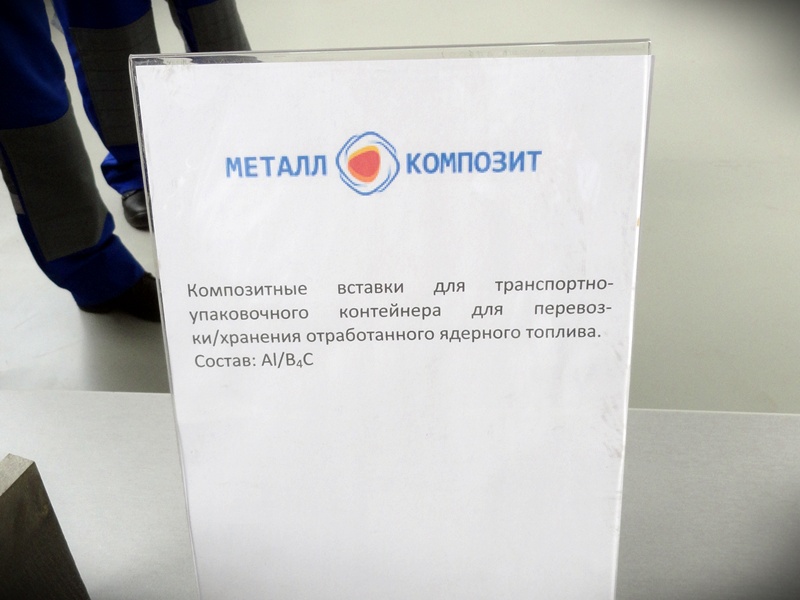 МЕТАЛЛ КОМПОЗИТ
Композитные вставки для транспортно-
упаковочного контейнера для перевоз-
ки/хранения отработанного ядерного топлива.
Состав: Al/B₄C